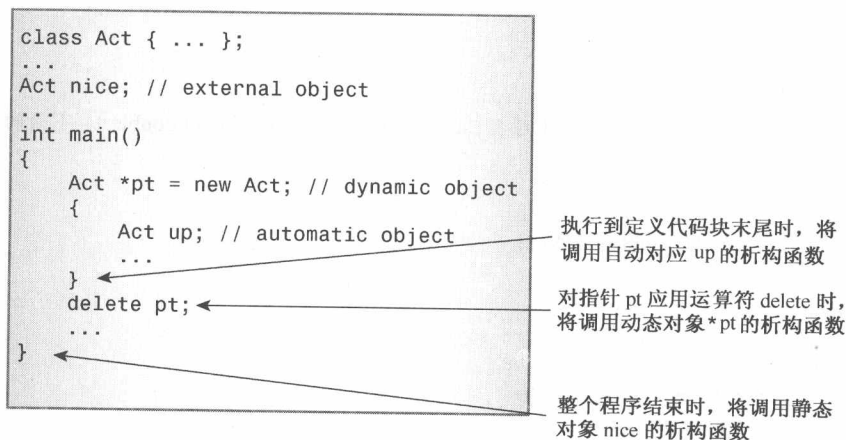 class Act { ... };
...
Act nice; // external object
...
int main()
{
Act *pt = new Act; // dynamic object
{
Act up; // automatic object
...
}
delete pt;
...
}
执行到定义代码块末尾时，将
调用自动对应 up 的析构函数
对指针 pt 应用运算符 delete 时，
将调用动态对象*pt 的析构函数
整个程序结束时，将调用静态
对象 nice 的析构函数